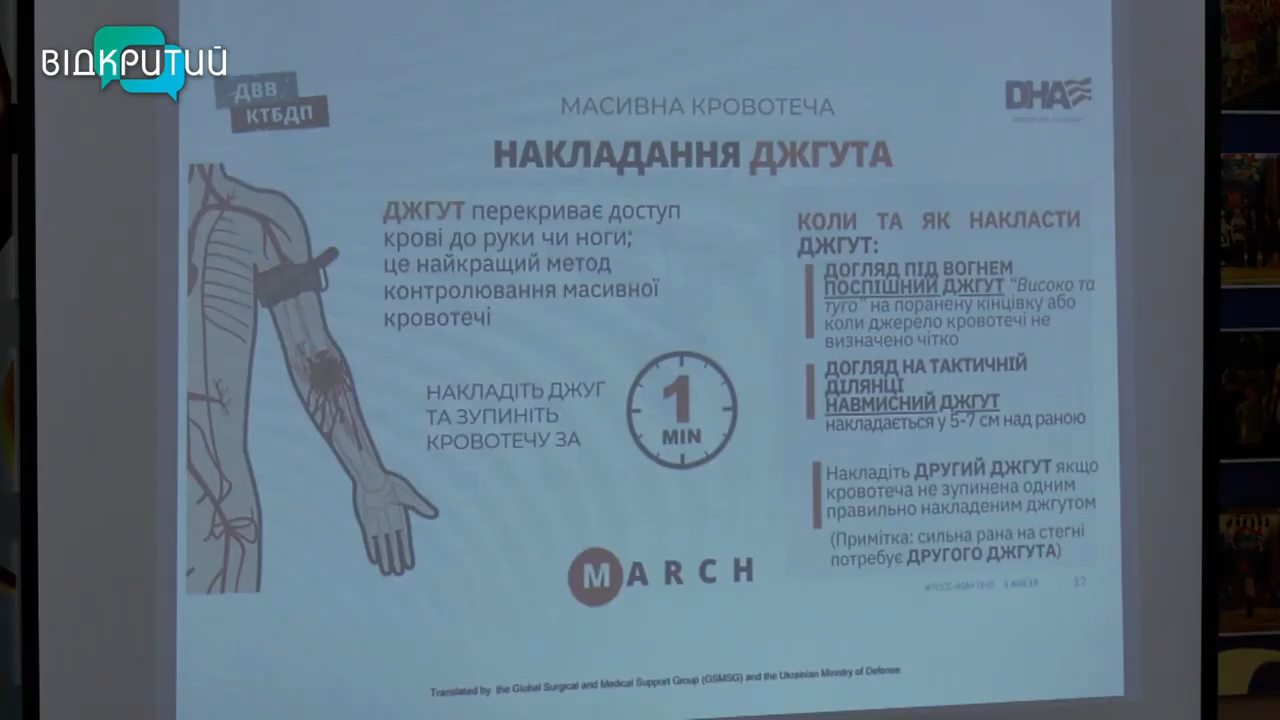 ВІДКРИТИЙ
ДВВ
КТБДП
МАСИВНА КРОВОТЕЧА
DHA
НАКЛАДАННЯ ДЖГУТА
ДЖГУТ перекриває доступ
крові до руки чи ноги;
це найкращий метод
контролювання масивної
кровотечі
НАКЛАДІТЬ ДЖУГ
ТА ЗУПИНІТЬ
КРОВОТЕЧУ ЗА
1
MIN
КОЛИ ТА ЯК НАКЛАСТИ
ДЖГУТ:
ДОГЛЯД ПІД ВОГНЕМ
ПОСПІШНИЙ ДЖГУТ "Високо та
туго" на поранену кінцівку або
коли джерело кровотечі не
визначено чітко
ДОГЛЯД НА ТАКТИЧНІЙ
ДІЛЯНЦІ
НАВМИСНИЙ ДЖГУТ
накладається у 5-7 см над раною
Накладіть ДРУГИЙ ДЖГУТ якщо
кровотеча не зупинена одним
правильно накладеним джгутом
(Примітка: сильна рана на стегні
потребує ДРУГОГО ДЖГУТА)
MARCH
17
Translated by the Global Surgical and Medical Support Group (GSMSG) and the Ukrainian Ministry of Defense